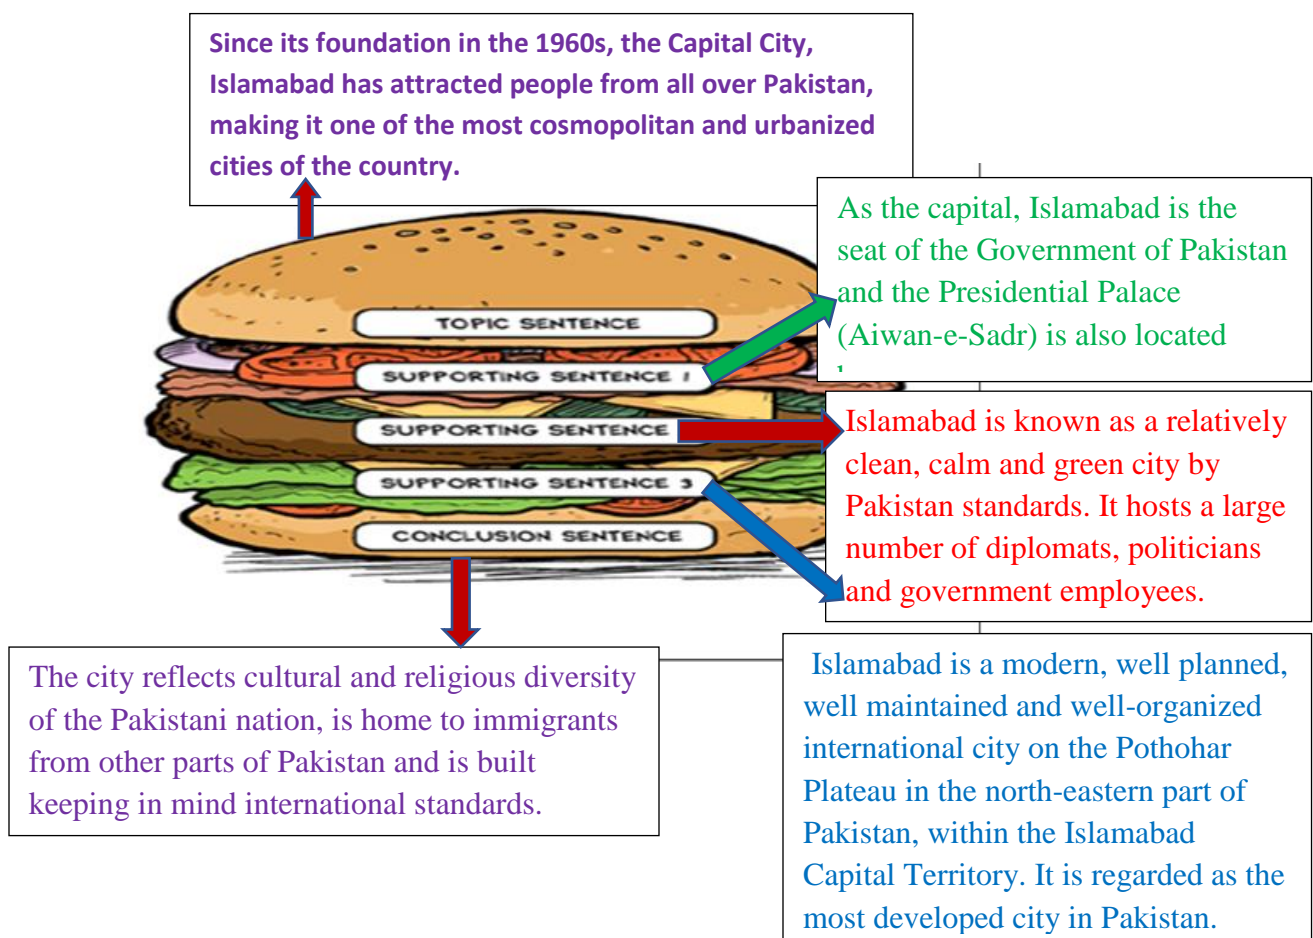 Since its foundation in the 1960s, the Capital City,
Islamabad has attracted people from all over Pakistan,
making it one of the most cosmopolitan and urbanized
cities of the country.
As the capital, Islamabad is the
seat of the Government of Pakistan
and the Presidential Palace
(Aiwan-e-Sadr) is also located
TOPIC SENTENCE
SUPPORTING SENTENCE 1
SUPPORTING SENTENCE
SUPPORTING SENTENCE 3
CONCLUSION SENTENCE
Islamabad is known as a relatively
clean, calm and green city by
Pakistan standards. It hosts a large
number of diplomats, politicians
and government employees.
Islamabad is a modern, well planned,
well maintained and well-organized
international city on the Pothohar
Plateau in the north-eastern part of
Pakistan, within the Islamabad
Capital Territory. It is regarded as the
most developed city in Pakistan.
The city reflects cultural and religious diversity
of the Pakistani nation, is home to immigrants
from other parts of Pakistan and is built
keeping in mind international standards.